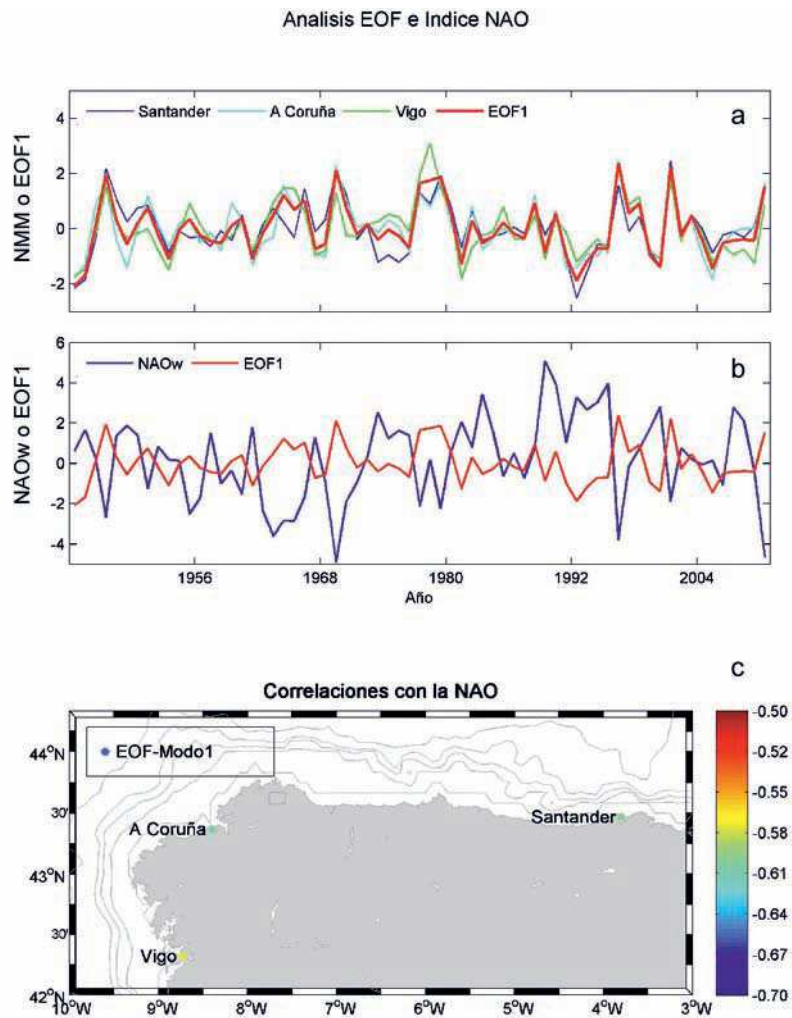 Analisis EOF e Indice NAO
Santander A Coruña Vigo EOF1 a
NMM o EOF1
4
2
0
-2
NAOw EOF1 b
NAOw o EOF1
6
4
2
0
-2
-4
1956 1968 1980 1992 2004
Año
c
Correlaciones con la NAO
EOF-Modo1
44°N
30'
43°N
30'
42°N
A Coruña
Santander
Vigo
10°W 9°W 8°W 7°W 6°W 5°W 4°W 3°W
-0.50
-0.52
-0.55
-0.58
-0.61
-0.64
-0.67
-0.70